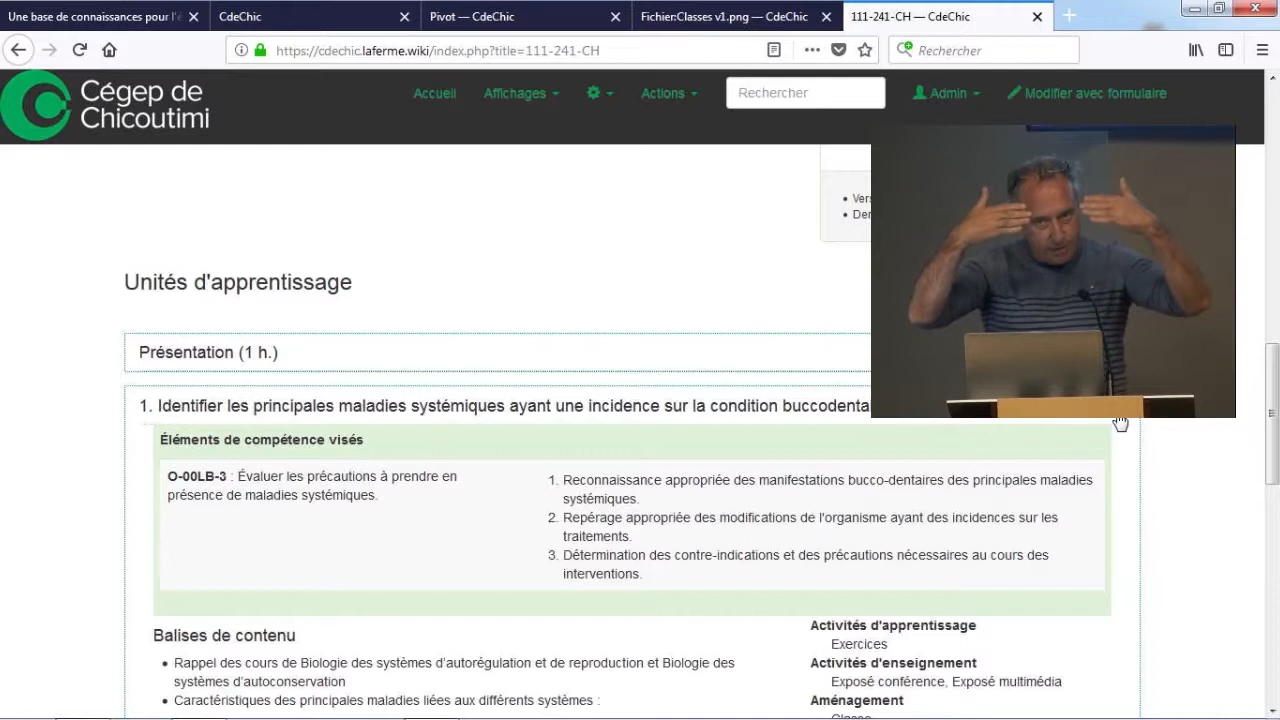 Une base de connaissances pour l'é
CdeChic
Pivot — CdeChic
Fichier:Classes v1.png — CdeChic
111-241-CH — CdeChic
https://cdechic.laferme.wiki/index.php?title=111-241-CH
Rechercher
Cégep de
Chicoutimi
Accueil
Affichages
Actions
Rechercher
Admin
Modifier avec formulaire
Unités d'apprentissage
Présentation (1 h.)
1. Identifier les principales maladies systémiques ayant une incidence sur la condition buccodenta
Éléments de compétence visés
O-00LB-3 : Évaluer les précautions à prendre en
présence de maladies systémiques.
1. Reconnaissance appropriée des manifestations bucco-dentaires des principales maladies
systémiques.
2. Repérage appropriée des modifications de l'organisme ayant des incidences sur les
traitements.
3. Détermination des contre-indications et des précautions nécessaires au cours des
interventions.
Balises de contenu
• Rappel des cours de Biologie des systèmes d'autorégulation et de reproduction et Biologie des
systèmes d'autoconservation
• Caractéristiques des principales maladies liées aux différents systèmes :
Activités d'apprentissage
Exercices
Activités d'enseignement
Exposé conférence, Exposé multimédia
Aménagement